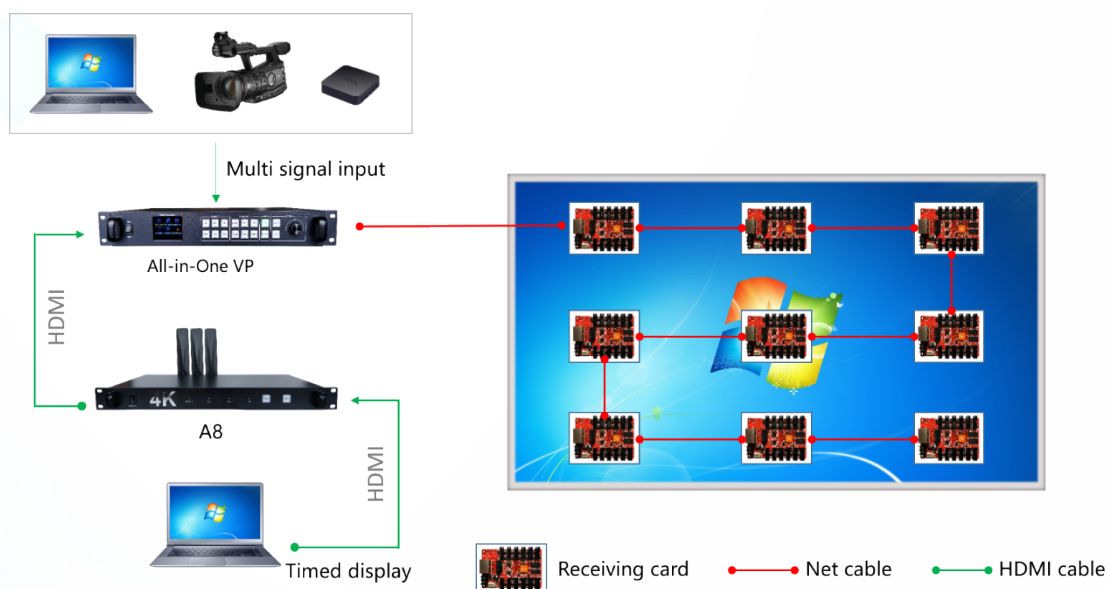 Multi signal input
All-in-One VP
HDMI
4K
A8
HDMI
Timed display
Receiving card
Net cable
HDMI cable